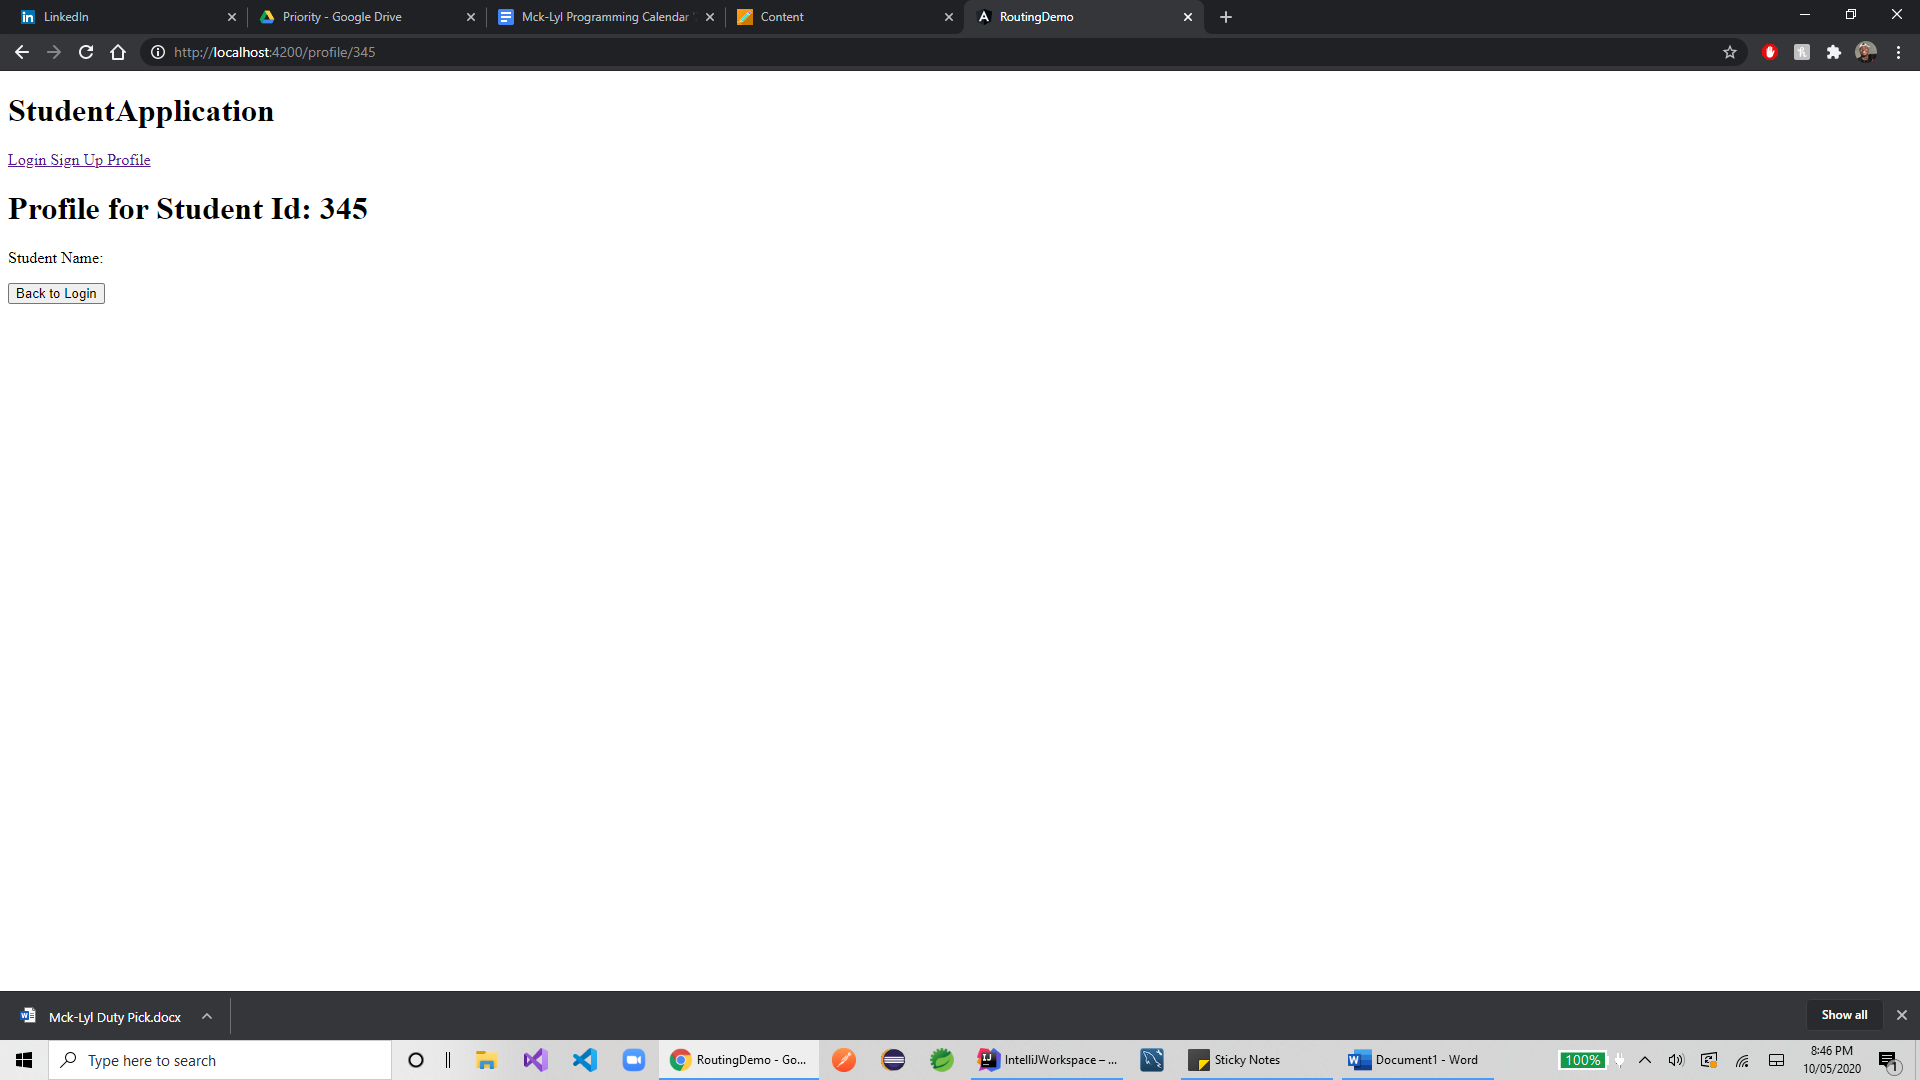 LinkedIn
Priority - Google Drive
Mck-Lyl Programming Calendar
Content
RoutingDemo
http://localhost:4200/profile/345
StudentApplication
Login Sign Up Profile
Profile for Student Id: 345
Student Name:
Back to Login
Mck-Lyl Duty Pick.docx
Show all
Type here to search
RoutingDemo - Go...
IntelliJWorkspace – ...
Sticky Notes
Document1 - Word
100%
8:46 PM
10/05/2020
1